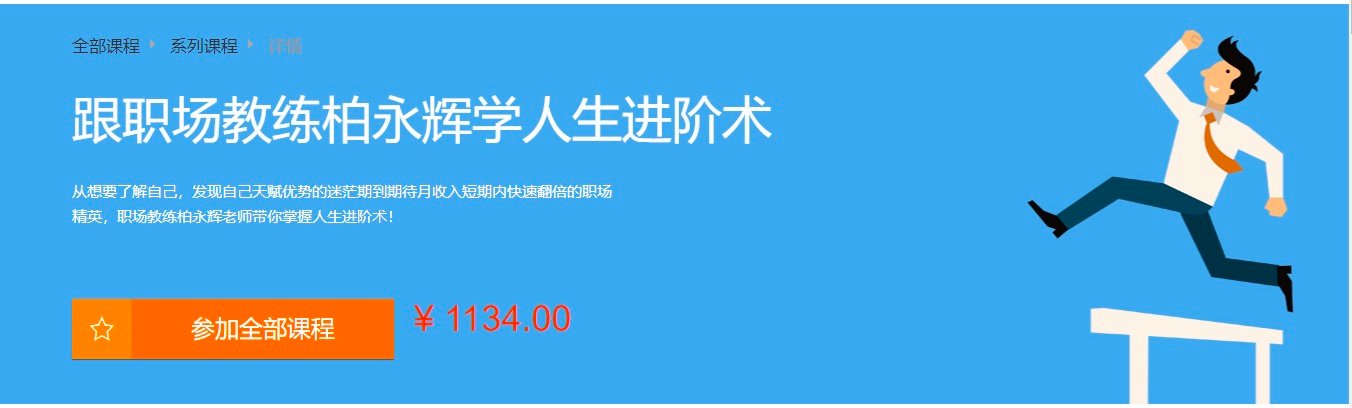 全部课程 系列课程 详情
跟职场教练柏永辉学人生进阶术
从想要了解自己，发现自己天赋优势的迷茫期到期待月收入短期内快速翻倍的职场
精英，职场教练柏永辉老师带你掌握人生进阶术！
参加全部课程 ¥ 1134.00